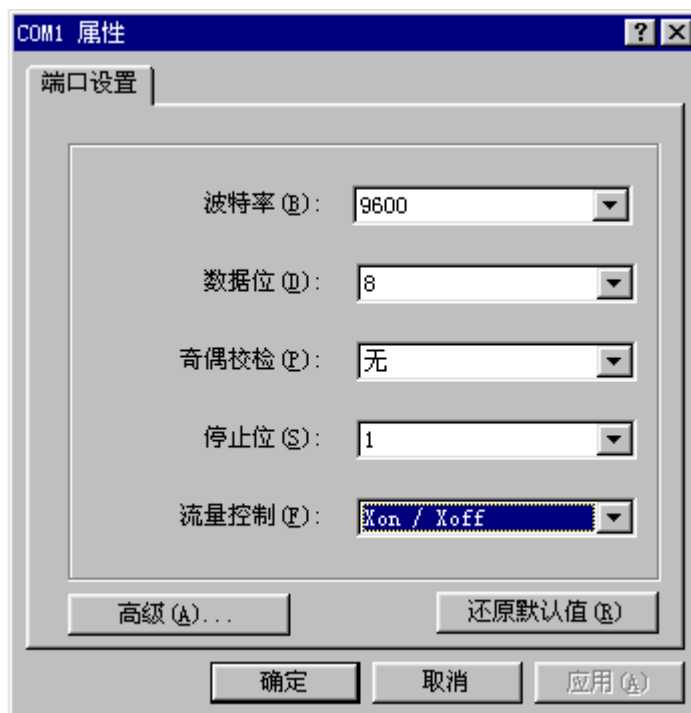 COM1 属性
端口设置
波特率(B): 9600
数据位(D): 8
奇偶校检(P): 无
停止位(S): 1
流量控制(F): Xon / Xoff
高级(A)... 还原默认值(R)
确定 取消 应用(A)